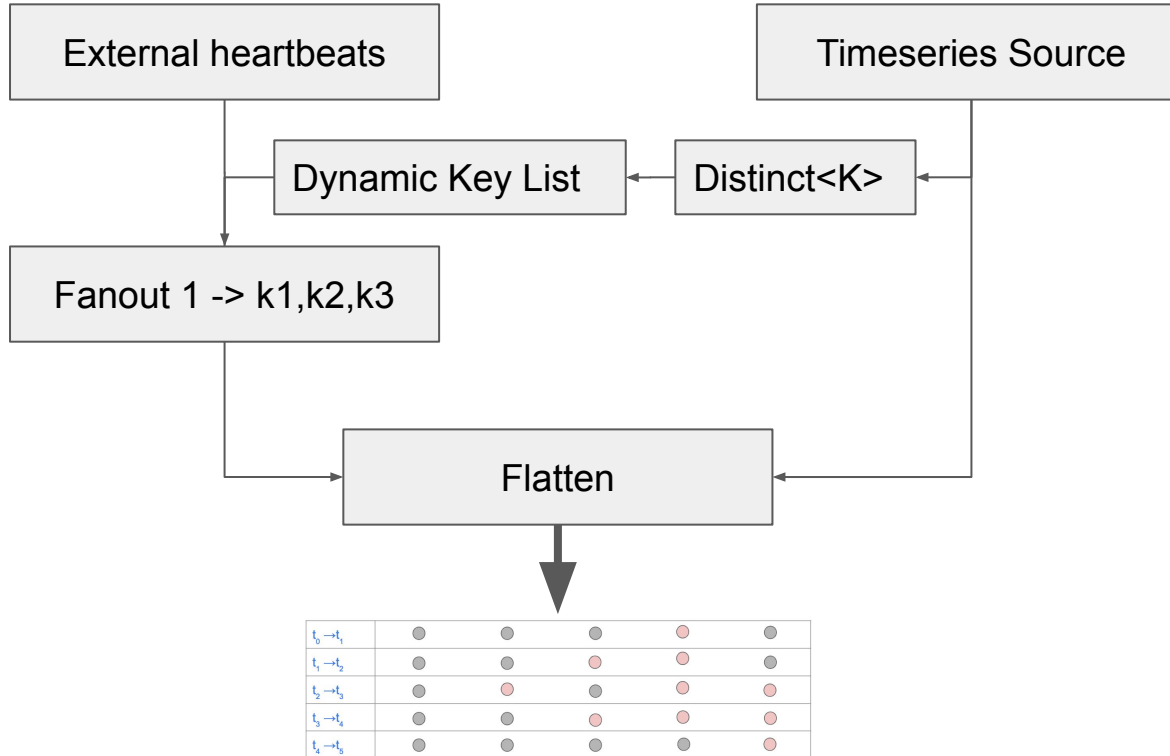 External heartbeats
Timeseries Source
Dynamic Key List
Distinct<K>
Fanout 1 -> k1,k2,k3
Flatten
t₀ →t₁
t₁ →t₂
t₂ →t₃
t₃ →t₄
t₄ →t₅